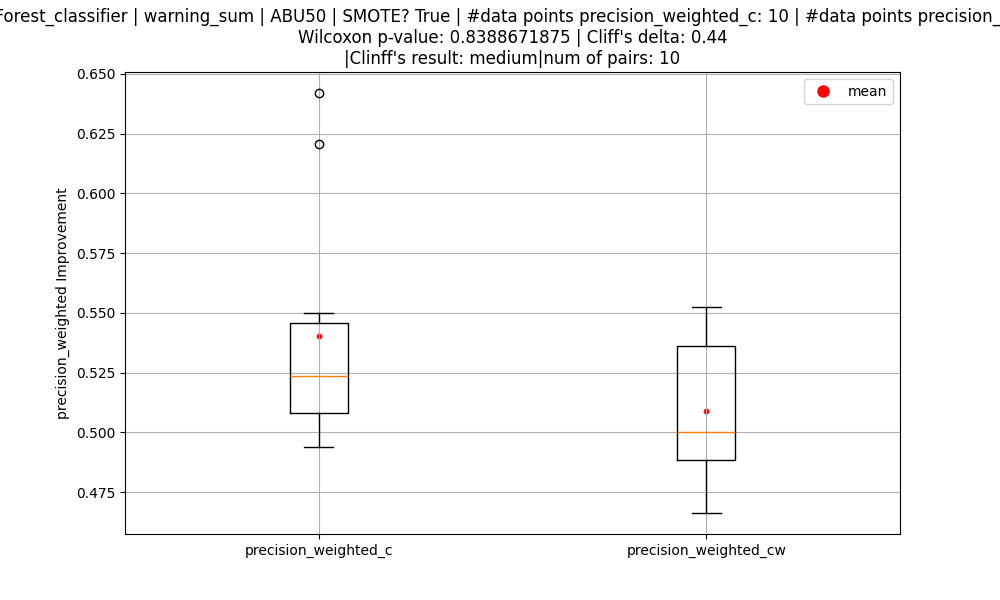 Forest_classifier | warning_sum | ABU50 | SMOTE? True | #data points precision_weighted_c: 10 | #data points precision_
Wilcoxon p-value: 0.8388671875 | Cliff's delta: 0.44
|Clinff's result: medium|num of pairs: 10
mean
0.650
0.625
0.600
0.575
0.550
0.525
0.500
0.475
precision_weighted Improvement
precision_weighted_c
precision_weighted_cw